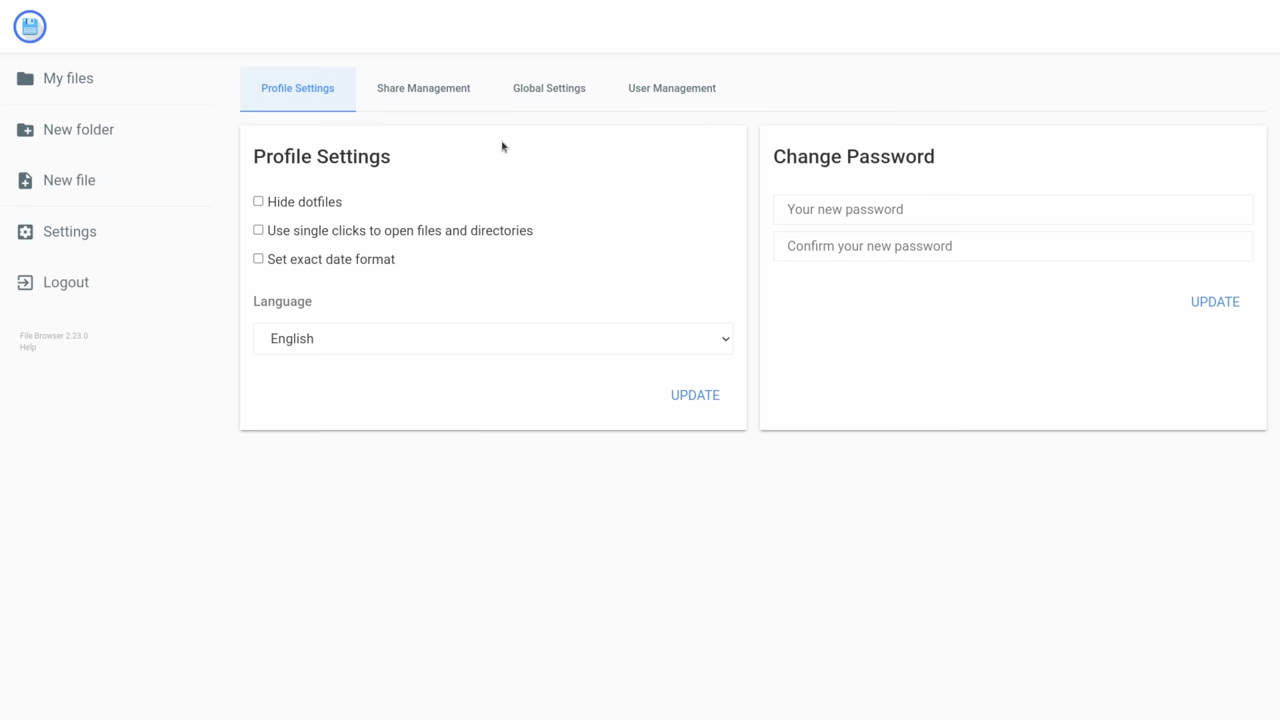 My files
New folder
New file
Settings
Logout
File Browser 2.23.0
Help
Profile Settings
Share Management
Global Settings
User Management
Profile Settings
Hide dotfiles
Use single clicks to open files and directories
Set exact date format
Language
English
UPDATE
Change Password
Your new password
Confirm your new password
UPDATE